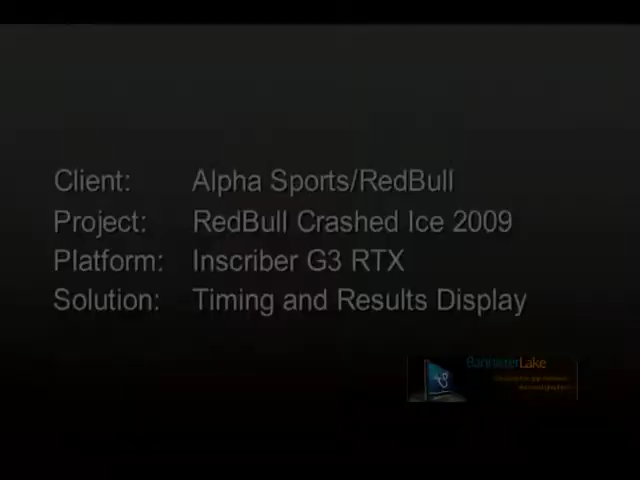 Client: Alpha Sports/RedBull
Project: RedBull Crashed Ice 2009
Platform: Inscriber G3 RTX
Solution: Timing and Results Display
BannisterLake